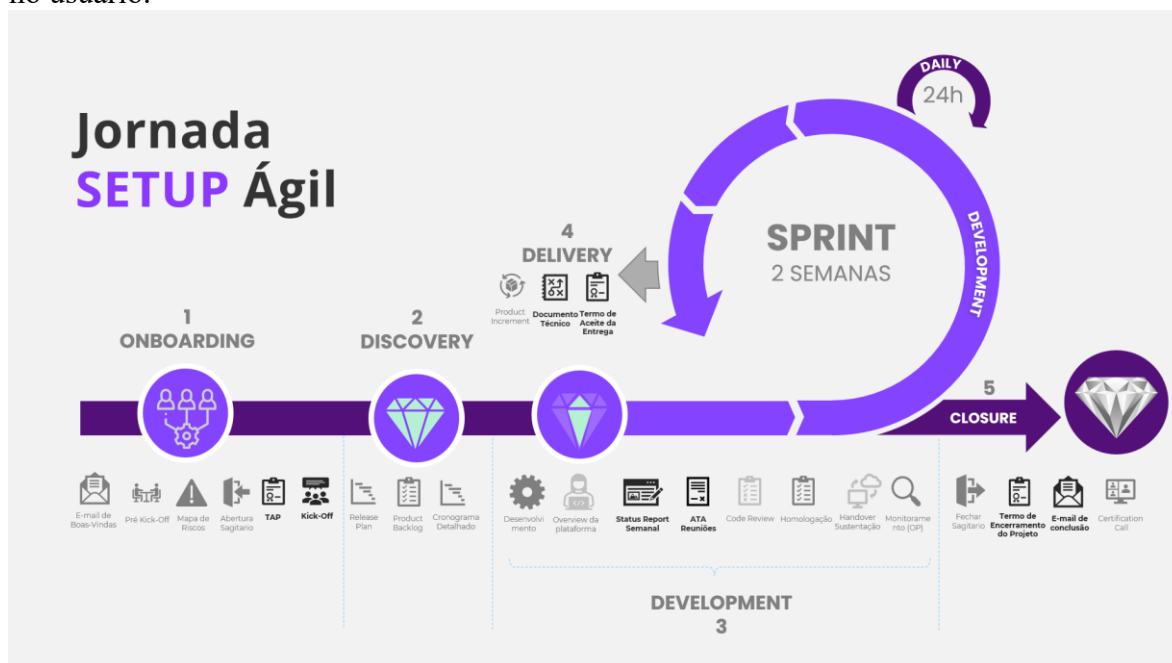 no usuário.
Jornada
SETUP Ágil
DAILY
24h
SPRINT
2 SEMANAS
DEVELOPMENT
4
DELIVERY
Product
Increment
Documento
Técnico
Termo de
Aceite da
Entrega
1
ONBOARDING
2
DISCOVERY
5
CLOSURE
E-mail de
Boas-Vindas
Pré Kick-Off
Mapa de
Riscos
Abertura
Sagitario
TAP
Kick-Off
Release
Plan
Product
Backlog
Cronograma
Detalhado
Desenvolvi
mento
Overview da
plataforma
Status Report
Semanal
ATA
Reuniões
Code Review
Homologação
Handover
Sustentação
Monitorame
nto (OP)
Fechar
Sagitario
Termo de
Encerramento
do Projeto
E-mail de
conclusão
Certification
Call
DEVELOPMENT
3